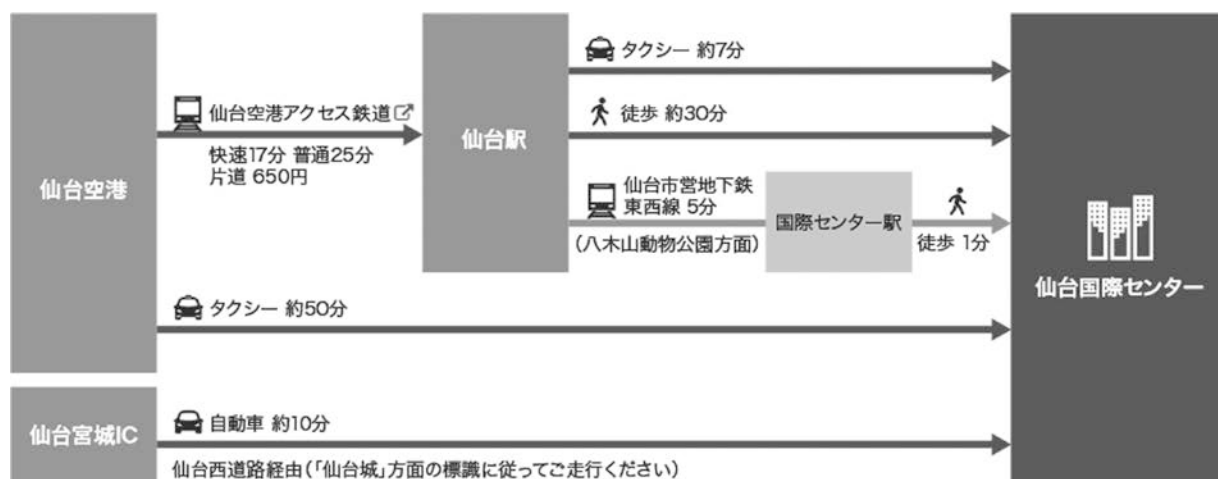 仙台空港
仙台空港アクセス鉄道
快速17分 普通25分
片道 650円
仙台駅
タクシー 約7分
徒歩 約30分
仙台市営地下鉄
東西線 5分
（八木山動物公園方面）
国際センター駅
徒歩 1分
タクシー 約50分
仙台国際センター
仙台宮城IC
自動車 約10分
仙台西道路経由（「仙台城」方面の標識に従ってご走行ください）